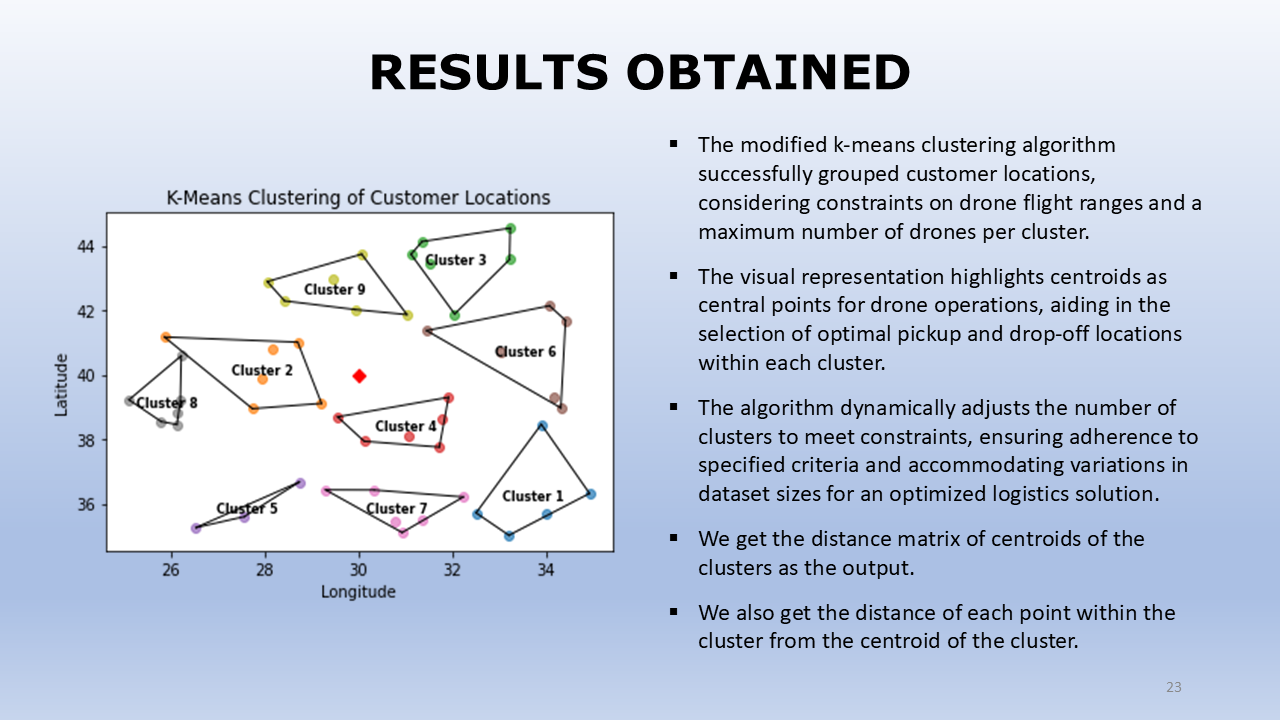 RESULTS OBTAINED
K-Means Clustering of Customer Locations
44
42
40
38
36
Latitude
26
28
30
32
34
Longitude
Cluster 3
Cluster 9
Cluster 6
Cluster 2
Cluster 8
Cluster 4
Cluster 1
Cluster 5
Cluster 7
▪ The modified k-means clustering algorithm
successfully grouped customer locations,
considering constraints on drone flight ranges and a
maximum number of drones per cluster.
▪ The visual representation highlights centroids as
central points for drone operations, aiding in the
selection of optimal pickup and drop-off locations
within each cluster.
▪ The algorithm dynamically adjusts the number of
clusters to meet constraints, ensuring adherence to
specified criteria and accommodating variations in
dataset sizes for an optimized logistics solution.
▪ We get the distance matrix of centroids of the
clusters as the output.
▪ We also get the distance of each point within the
cluster from the centroid of the cluster.
23